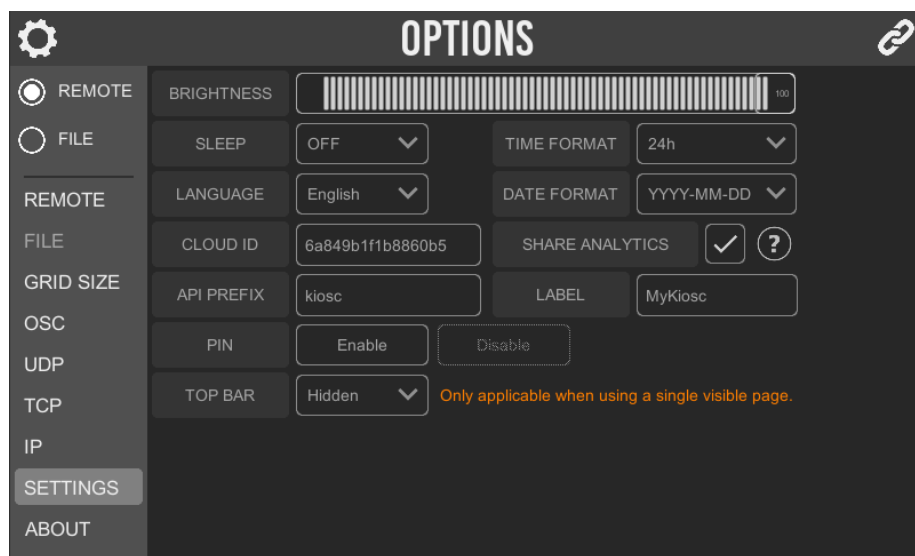 OPTIONS
REMOTE
FILE
REMOTE
FILE
GRID SIZE
OSC
UDP
TCP
IP
SETTINGS
ABOUT
BRIGHTNESS 100
SLEEP OFF TIME FORMAT 24h
LANGUAGE English DATE FORMAT YYYY-MM-DD
CLOUD ID 6a849b1f1b8860b5 SHARE ANALYTICS ?
API PREFIX kiosc LABEL MyKiosc
PIN Enable Disable
TOP BAR Hidden Only applicable when using a single visible page.